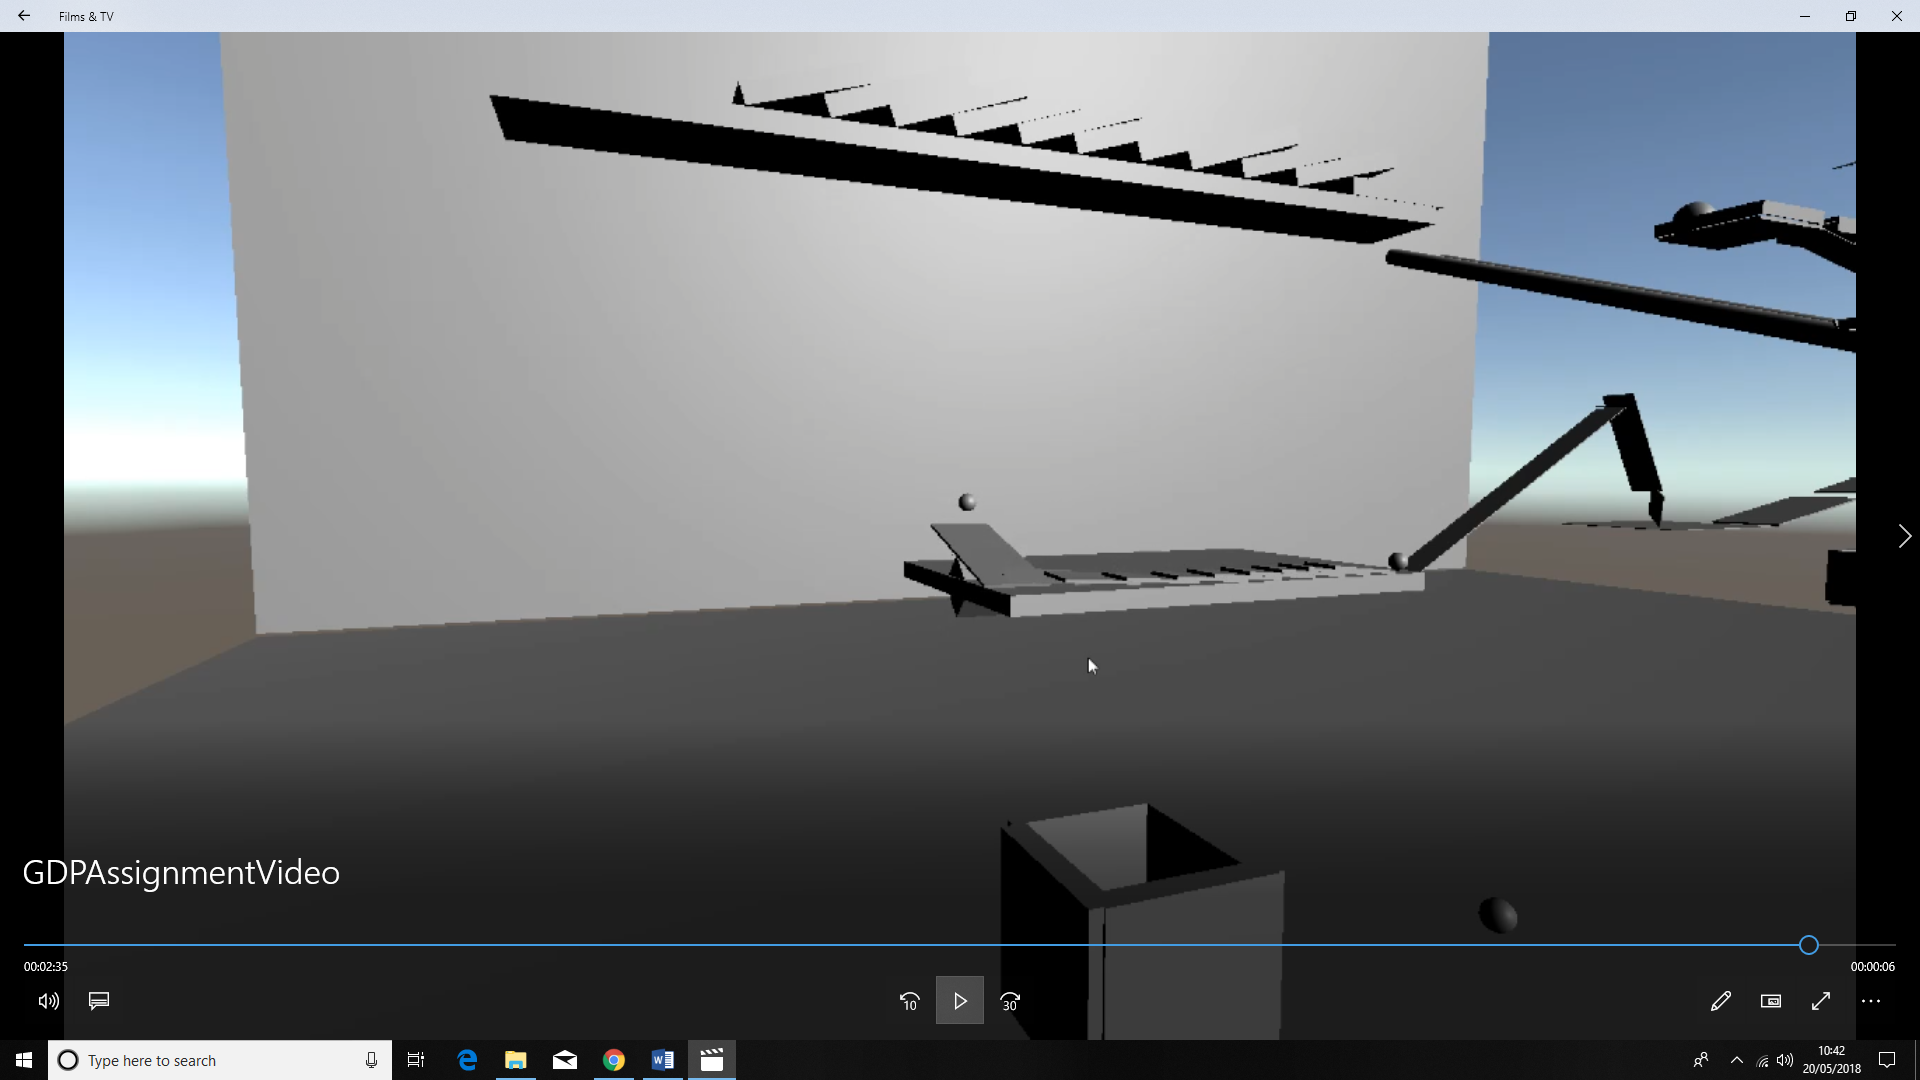 Films & TV
GDPAssignmentVideo
00:02:35
00:00:06
10
30
Type here to search
10:42
20/05/2018